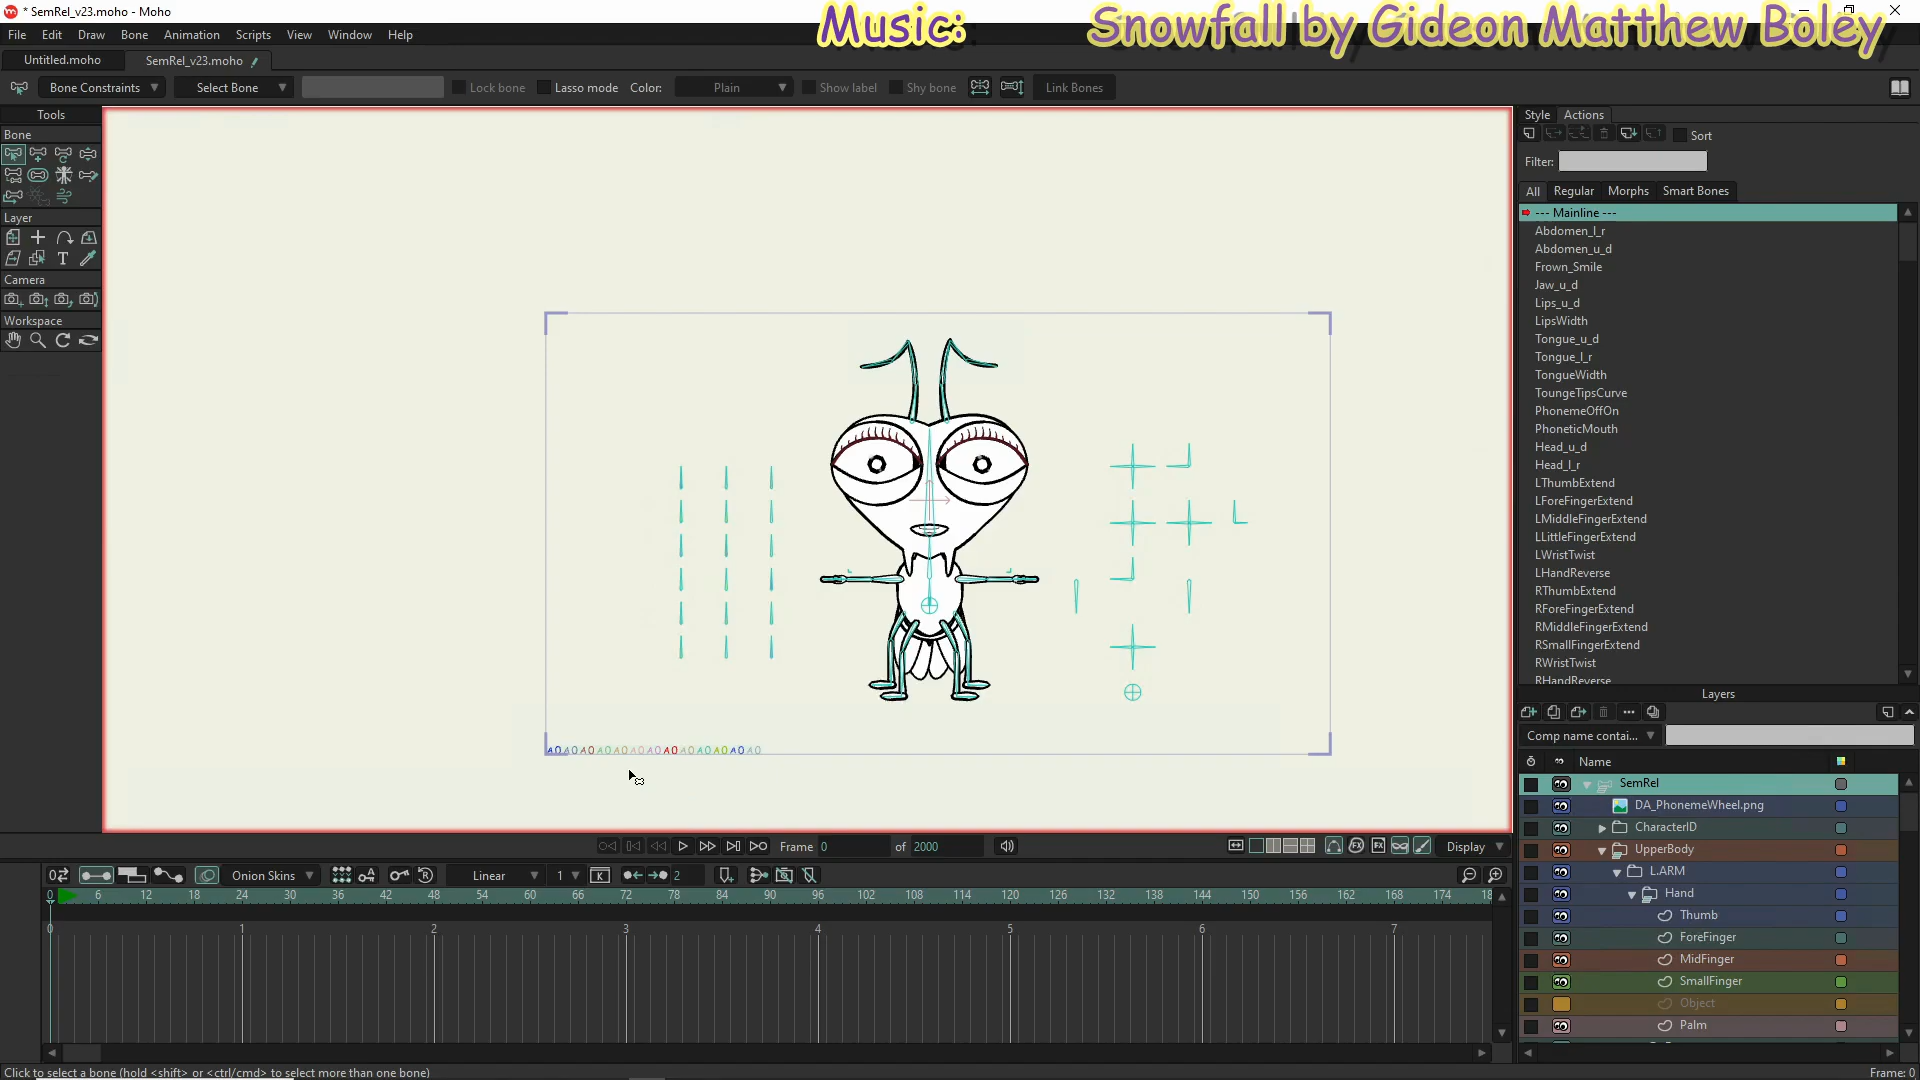 * SemRel_v23.moho - Moho
Music: Snowfall by Gideon Matthew Boley
File Edit Draw Bone Animation Scripts View Window Help
Untitled.moho SemRel_v23.moho
Bone Constraints Select Bone Lock bone Lasso mode Color: Plain Show label Shy bone Link Bones
Tools
Bone
Layer
Camera
Workspace
Style Actions
Sort
Filter:
All Regular Morphs Smart Bones
--- Mainline ---
Abdomen_l_r
Abdomen_u_d
Frown_Smile
Jaw_u_d
Lips_u_d
LipsWidth
Tongue_u_d
Tongue_l_r
TongueWidth
ToungeTipsCurve
PhonemeOffOn
PhoneticMouth
Head_u_d
Head_l_r
LThumbExtend
LForeFingerExtend
LMiddleFingerExtend
LLittleFingerExtend
LWristTwist
LHandReverse
RThumbExtend
RForeFingerExtend
RMiddleFingerExtend
RSmallFingerExtend
RWristTwist
RHandReverse
Layers
Comp name contai...
Name
SemRel
DA_PhonemeWheel.png
CharacterID
UpperBody
L.ARM
Hand
Thumb
ForeFinger
MidFinger
SmallFinger
Object
Palm
AOAOAOAOAOAOAOAOAOAOAOAOAO
Frame 0 of 2000 Display
Onion Skins Linear 1 K 2
0 6 12 18 24 30 36 42 48 54 60 66 72 78 84 90 96 102 108 114 120 126 132 138 144 150 156 162 168 174 18
0 1 2 3 4 5 6 7
Click to select a bone (hold <shift> or <ctrl/cmd> to select more than one bone)
Frame: 0